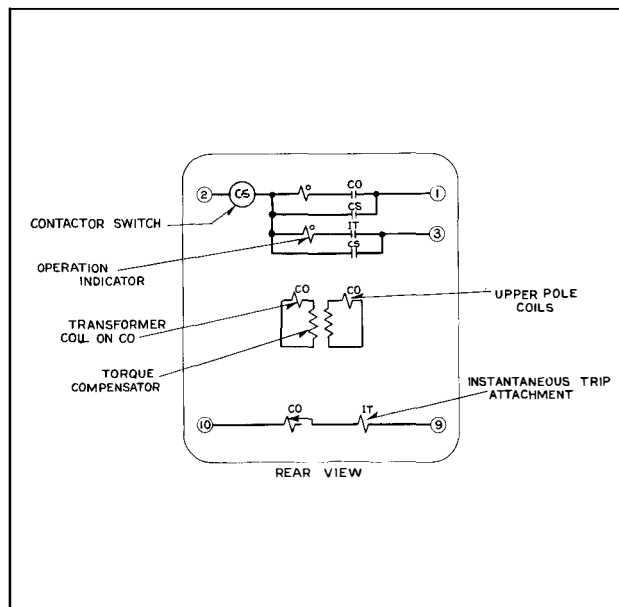 CO
2
CS
1
CS
CONTACTOR SWITCH
IT
3
CS
OPERATION
INDICATOR
CO
CO
UPPER POLE
COILS
TRANSFORMER
COIL ON CO
TORQUE
COMPENSATOR
INSTANTANEOUS TRIP
ATTACHMENT
CO
IT
10
9
REAR VIEW